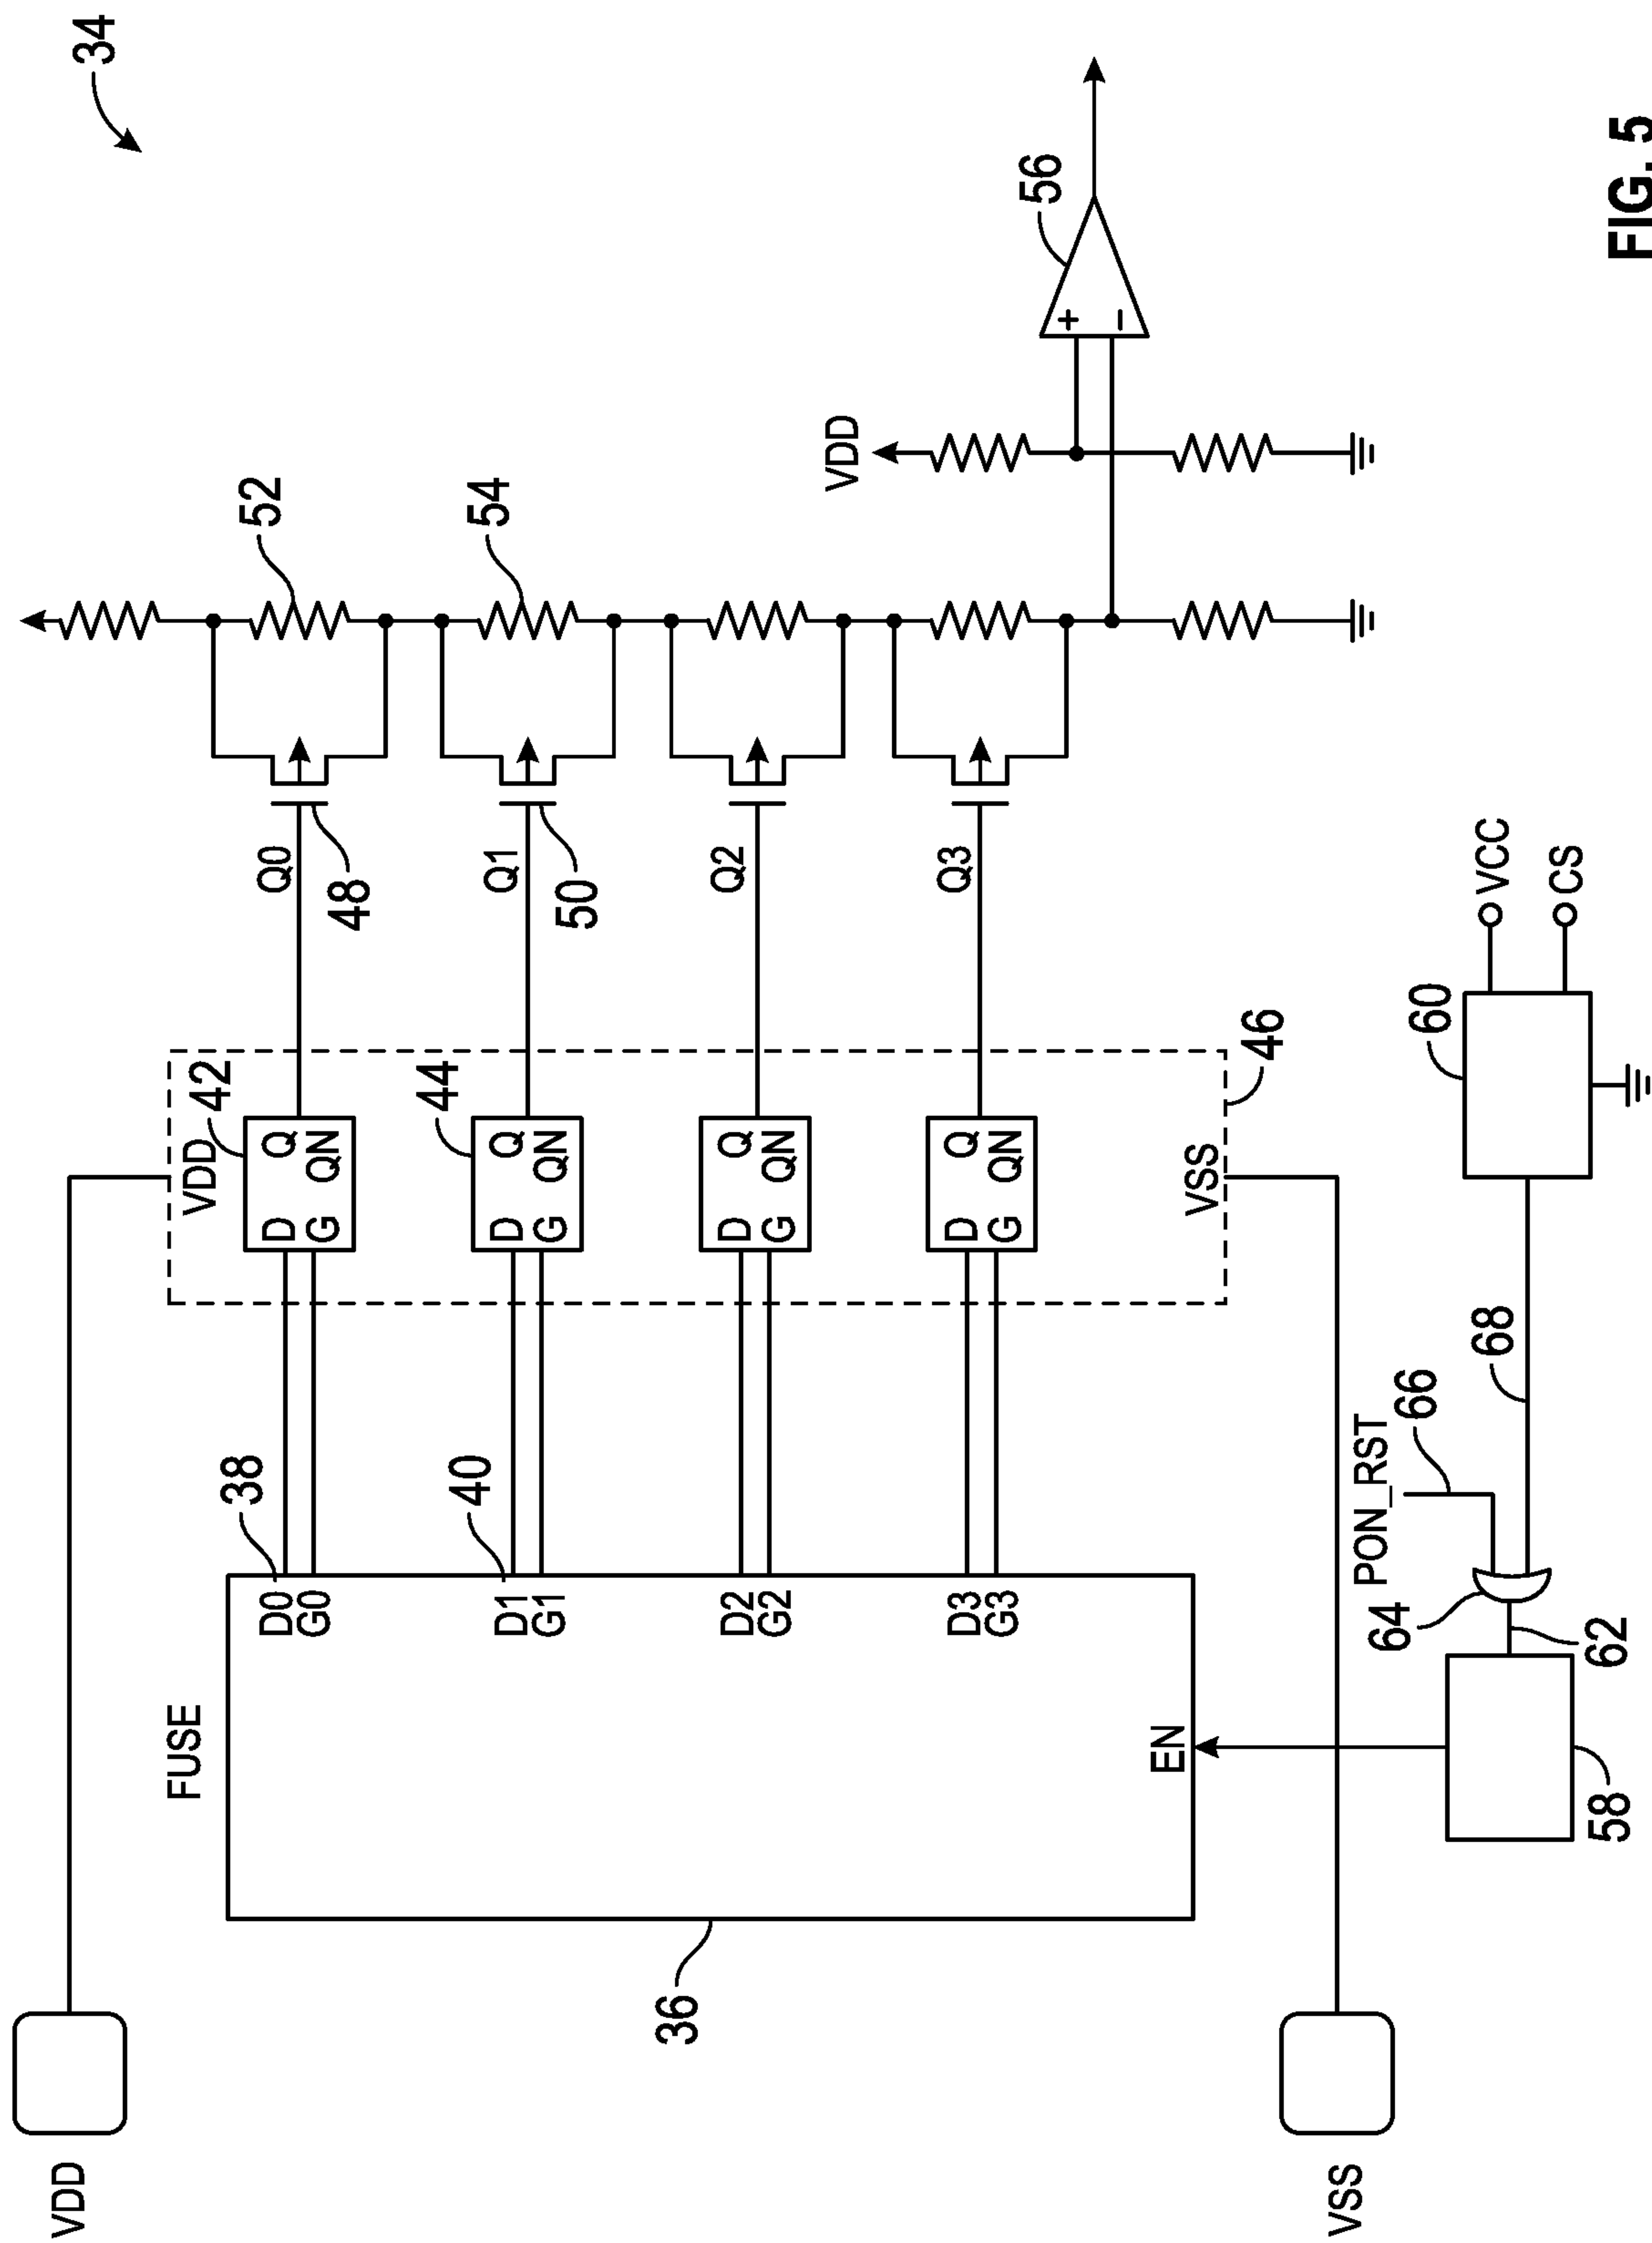 34
VDD
FUSE
36
D0
G0
38
D1
G1
40
D2
G2
D3
G3
EN
VDD
42
D Q
G QN
44
D Q
G QN
D Q
G QN
D Q
G QN
VSS
46
Q0
48
Q1
50
Q2
Q3
52
54
VDD
56
+
−
VSS
58
62
64
PON_RST
66
68
60
VCC
CS
FIG. 5